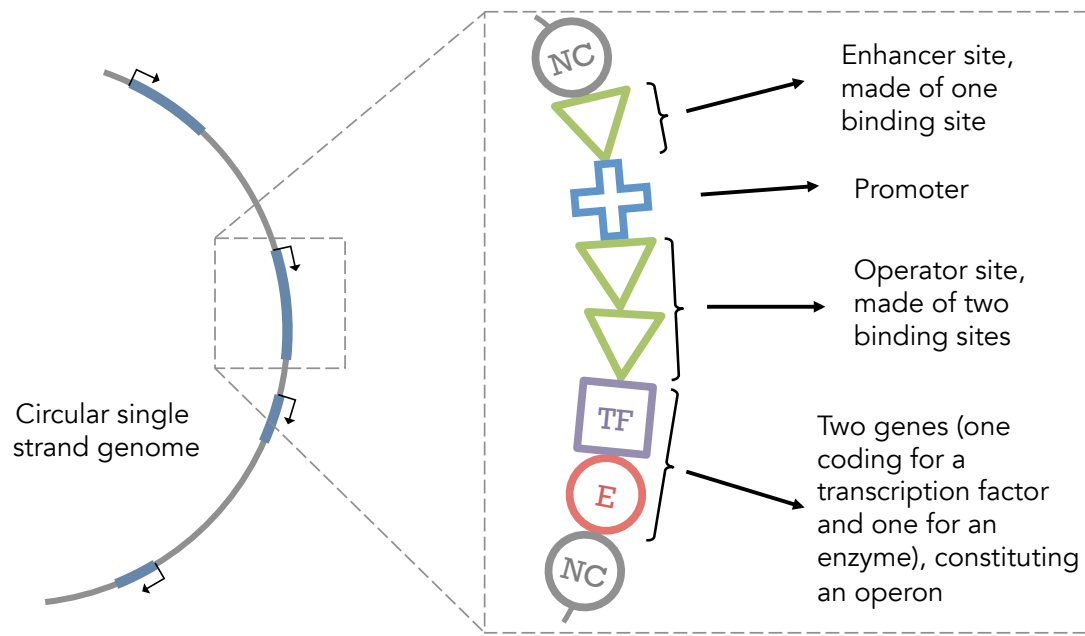 NC
Enhancer site,
made of one
binding site
Promoter
Operator site,
made of two
binding sites
Circular single
strand genome
TF
E
NC
Two genes (one
coding for a
transcription factor
and one for an
enzyme), constituting
an operon